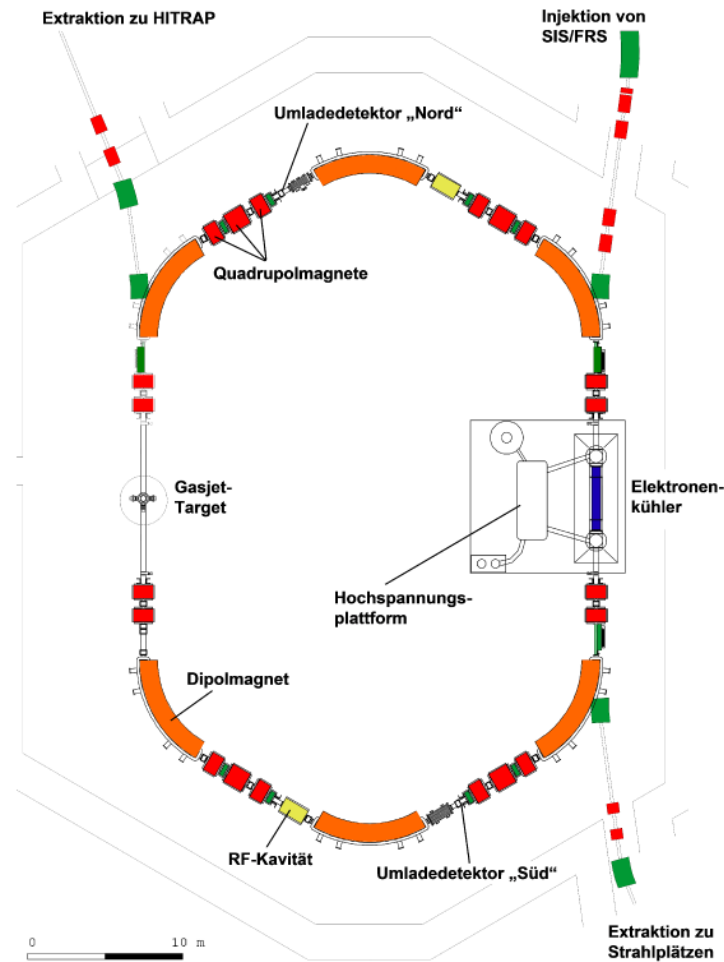 Extraktion zu HITRAP
Injektion von
SIS/FRS
Umladedetektor „Nord“
Quadrupolmagnete
Gasjet-
Target
Elektronen-
kühler
Hochspannungs-
plattform
Dipolmagnet
RF-Kavität
Umladedetektor „Süd“
Extraktion zu
Strahlplätzen
0 10 m